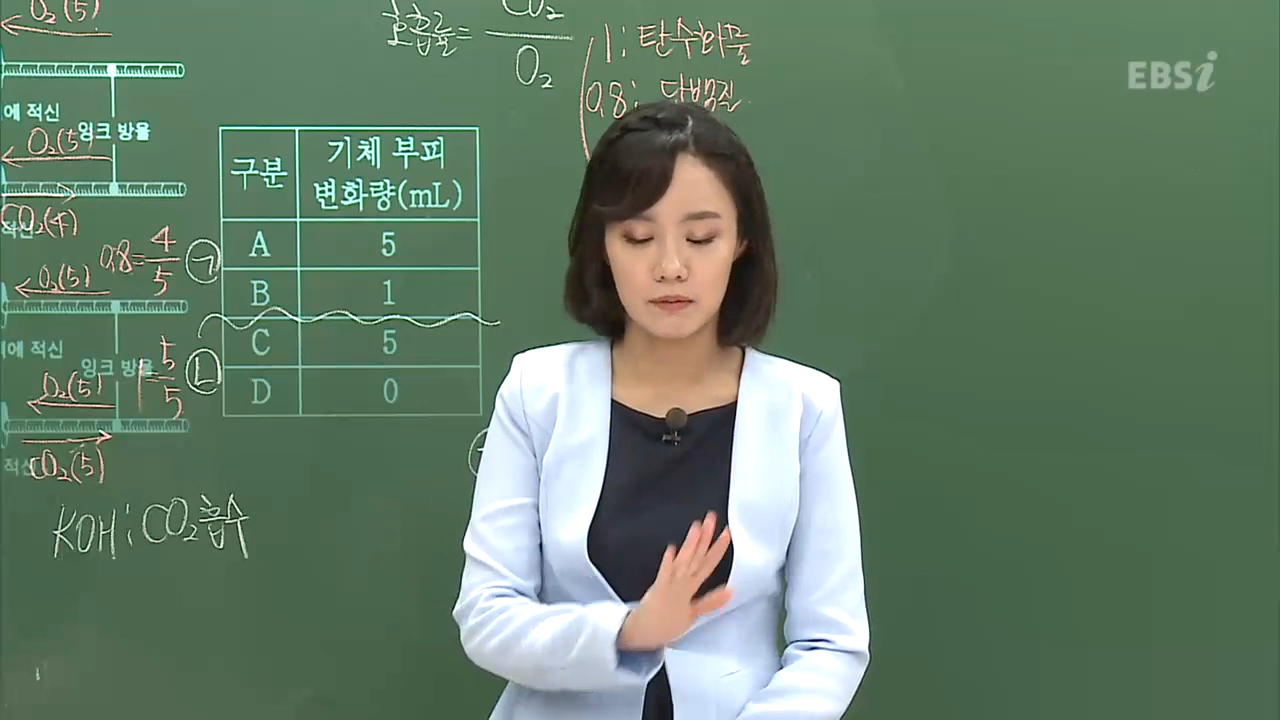 O₂(5)
호흡률= CO₂
O₂
1 : 탄수화물
0.8 : 단백질
EBSi
에 적신
잉크 방울
O₂(5)
CO₂(4)
적신
0.8=4/5
ㄱ
O₂(5)
구분 기체 부피 변화량(mL)
A 5
B 1
C 5
D 0
에 적신
잉크 방울
O₂(5)
1=5/5
ㄴ
적신
CO₂(5)
KOH : CO₂ 흡수